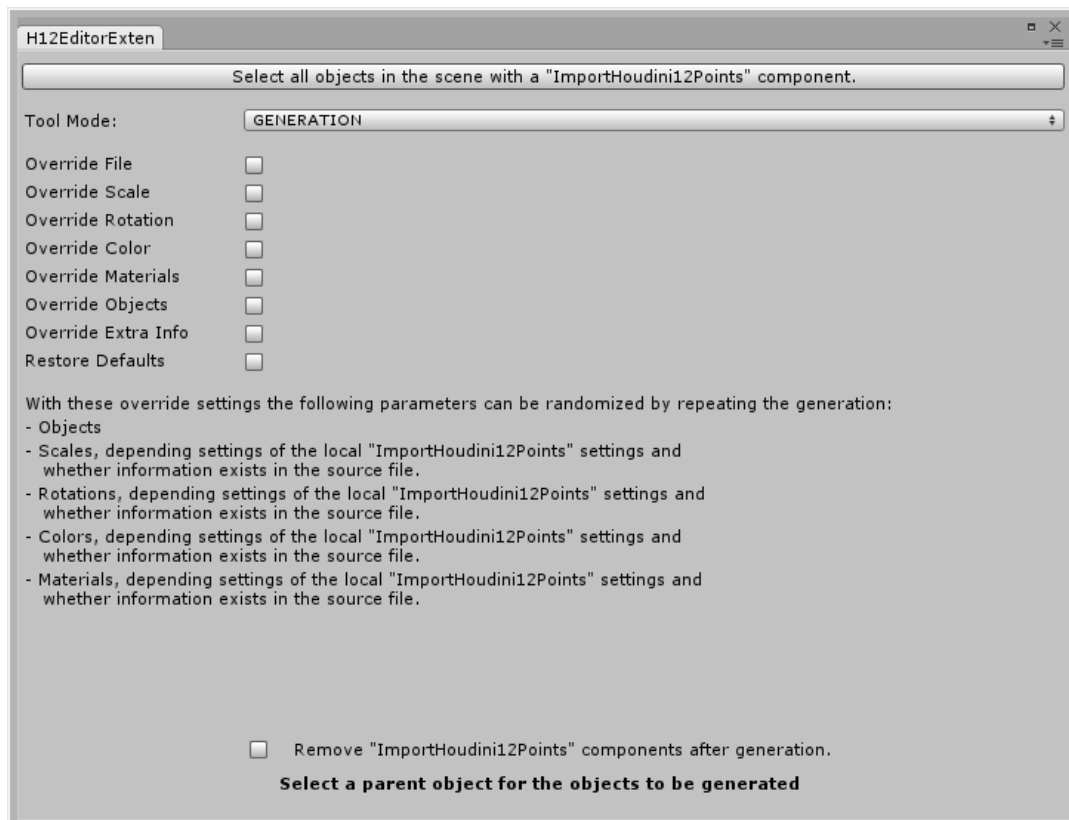 H12EditorExten
Select all objects in the scene with a "ImportHoudini12Points" component.
Tool Mode: GENERATION
Override File
Override Scale
Override Rotation
Override Color
Override Materials
Override Objects
Override Extra Info
Restore Defaults
With these override settings the following parameters can be randomized by repeating the generation:
- Objects
- Scales, depending settings of the local "ImportHoudini12Points" settings and
whether information exists in the source file.
- Rotations, depending settings of the local "ImportHoudini12Points" settings and
whether information exists in the source file.
- Colors, depending settings of the local "ImportHoudini12Points" settings and
whether information exists in the source file.
- Materials, depending settings of the local "ImportHoudini12Points" settings and
whether information exists in the source file.
Remove "ImportHoudini12Points" components after generation.
Select a parent object for the objects to be generated